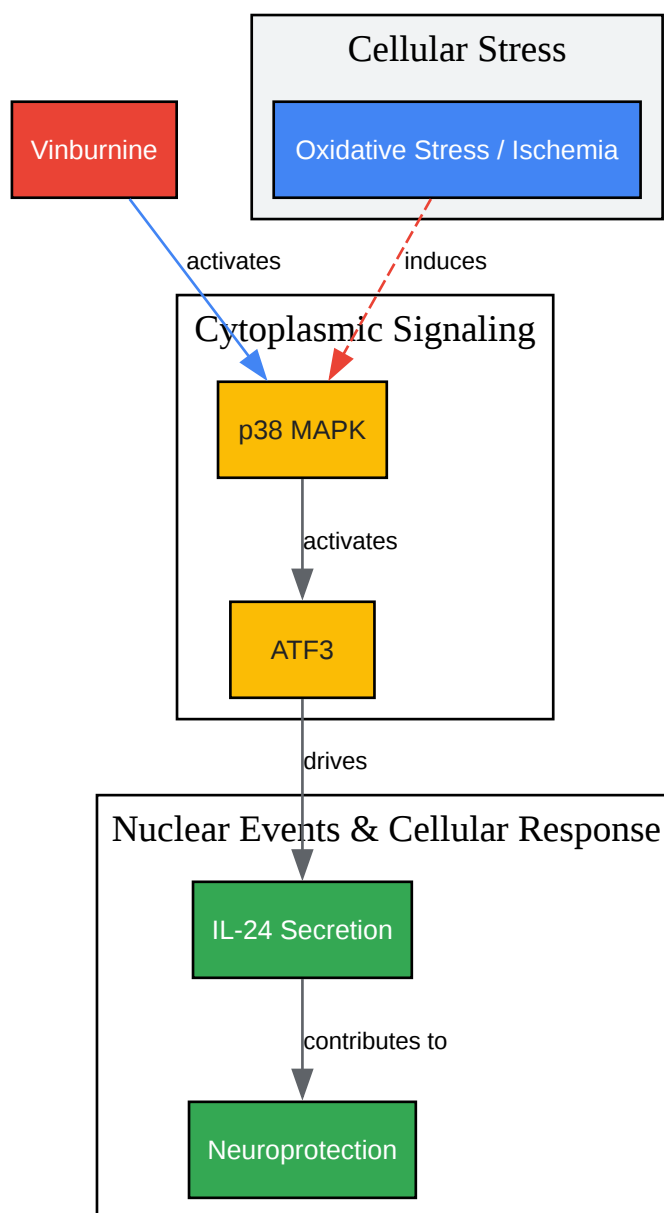 Cellular Stress
Vinburnine
Oxidative Stress / Ischemia
activates
induces
Cytoplasmic Signaling
p38 MAPK
activates
ATF3
drives
Nuclear Events & Cellular Response
IL-24 Secretion
contributes to
Neuroprotection